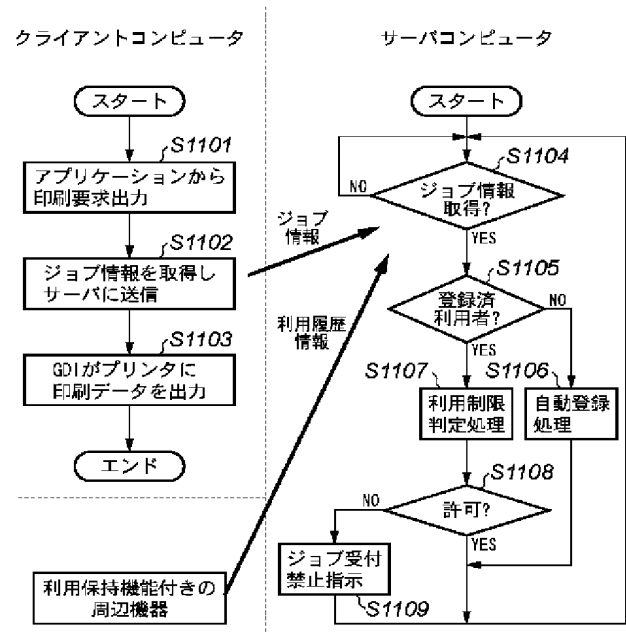 クライアントコンピュータ
スタート
S1101
アプリケーションから
印刷要求出力
S1102
ジョブ情報を取得し
サーバに送信
S1103
GDIがプリンタに
印刷データを出力
エンド
利用保持機能付きの
周辺機器
ジョブ
情報
利用履歴
情報
サーバコンピュータ
スタート
S1104
ジョブ情報
取得?
NO
YES
S1105
登録済
利用者?
NO
YES
S1107
利用制限
判定処理
S1106
自動登録
処理
S1108
許可?
NO
YES
ジョブ受付
禁止指示
S1109